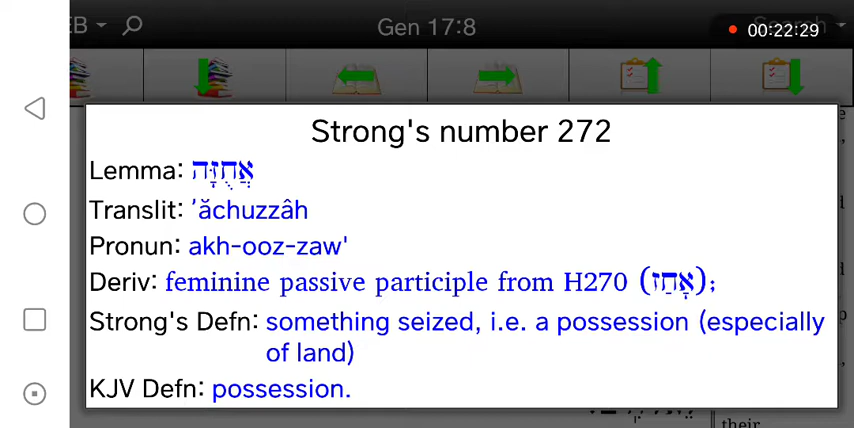 EB
Gen 17:8
00:22:29
Strong's number 272
Lemma: אֲחֻזָּה
Translit: ʼăchuzzâh
Pronun: akh-ooz-zaw'
Deriv: feminine passive participle from H270 (אָחַז);
Strong's Defn: something seized, i.e. a possession (especially
of land)
KJV Defn: possession.
their